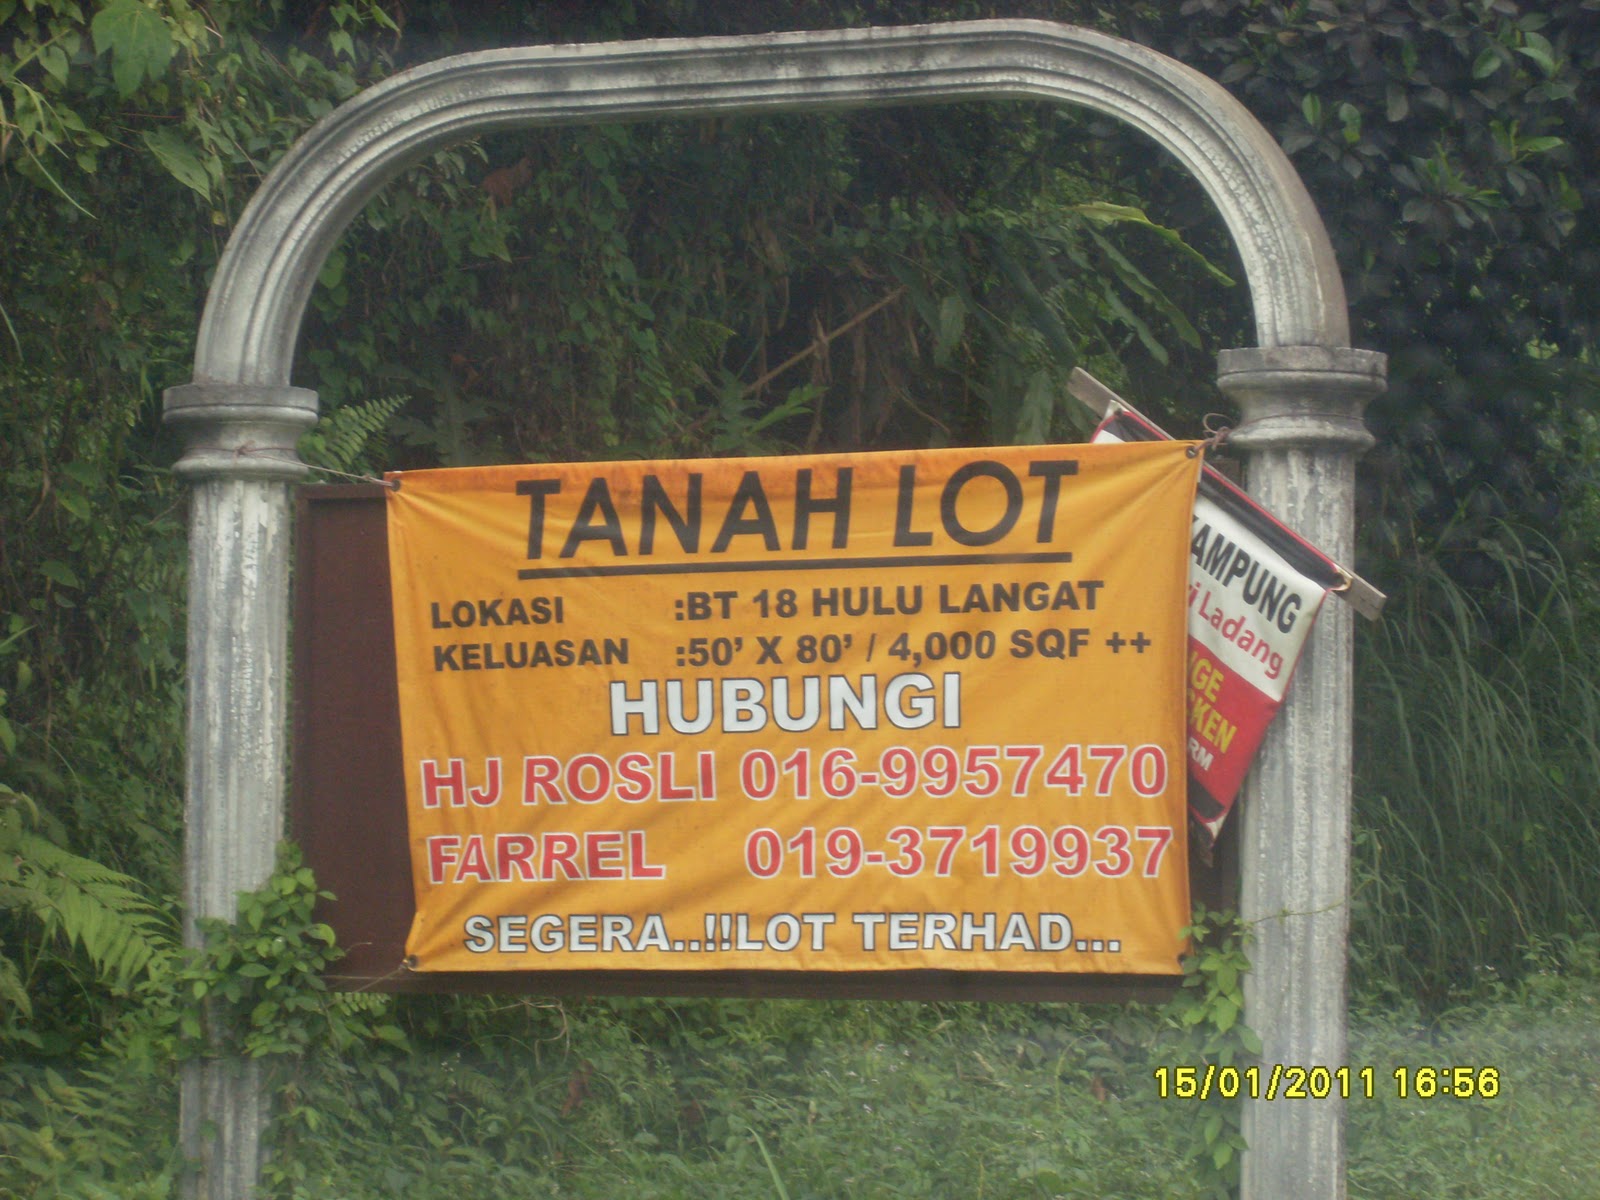 TANAH LOT
LOKASI :BT 18 HULU LANGAT
KELUASAN :50' X 80' / 4,000 SQF ++
HUBUNGI
HJ ROSLI 016-9957470
FARREL 019-3719937
SEGERA..!!LOT TERHAD...
Ladang
15/01/2011 16:56